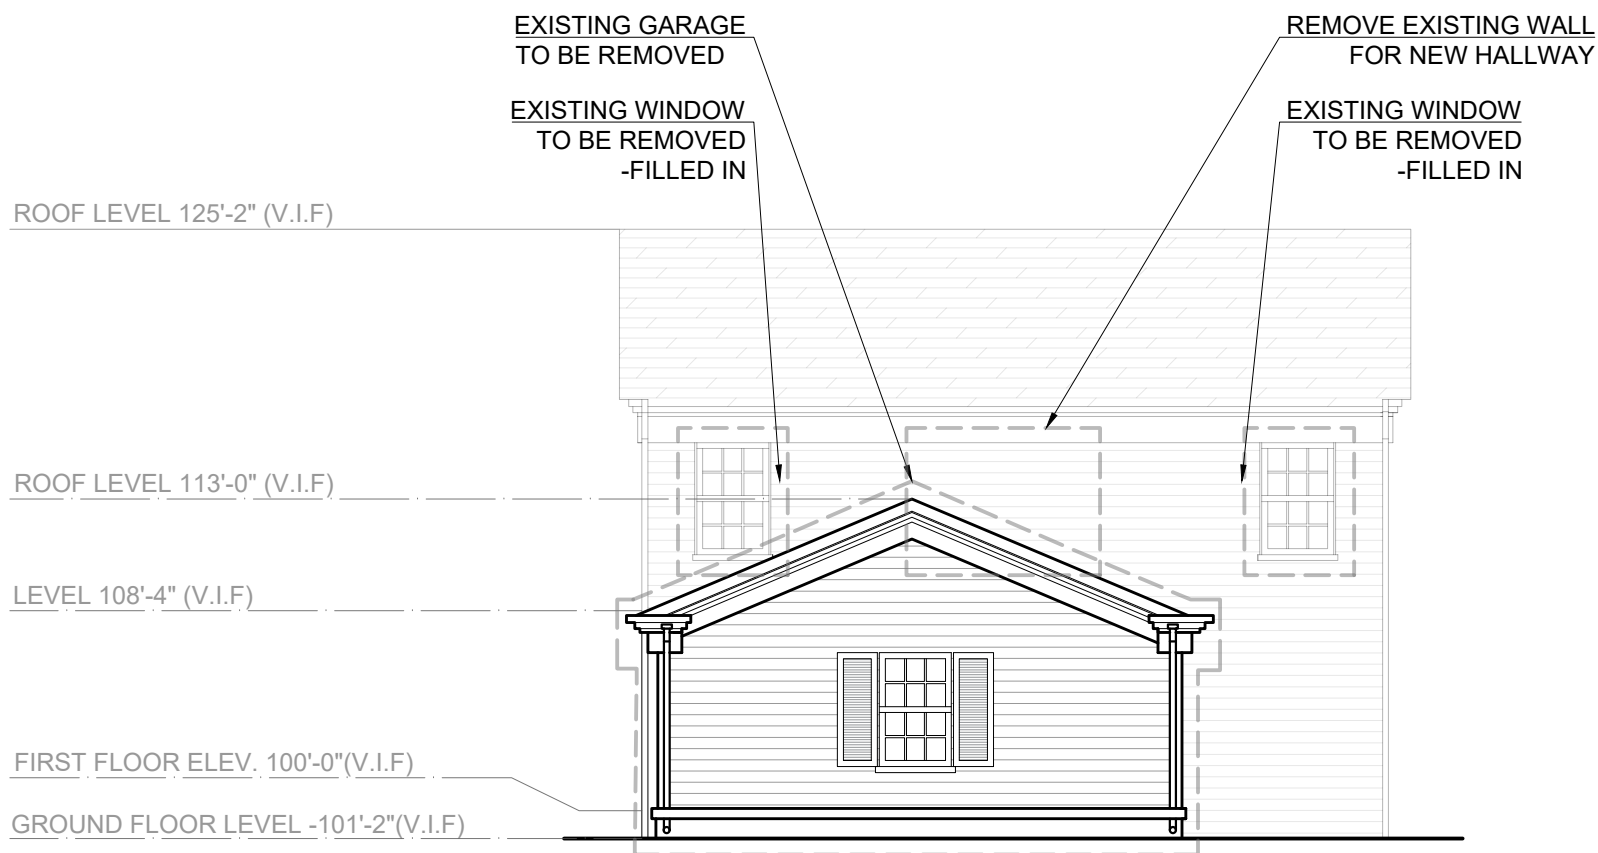 EXISTING GARAGE
TO BE REMOVED
REMOVE EXISTING WALL
FOR NEW HALLWAY
EXISTING WINDOW
TO BE REMOVED
-FILLED IN
EXISTING WINDOW
TO BE REMOVED
-FILLED IN
ROOF LEVEL 125'-2" (V.I.F)
ROOF LEVEL 113'-0" (V.I.F)
LEVEL 108'-4" (V.I.F)
FIRST FLOOR ELEV. 100'-0"(V.I.F)
GROUND FLOOR LEVEL -101'-2"(V.I.F)